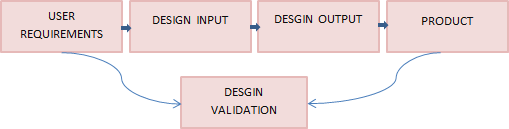 USER
REQUIREMENTS
DESIGN INPUT
DESGIN OUTPUT
PRODUCT
DESGIN
VALIDATION